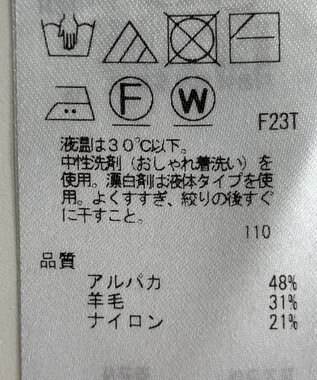 F W
F23T
液温は30℃以下。
中性洗剤（おしゃれ着洗い）を
使用。漂白剤は液体タイプを使
用。よくすすぎ、絞りの後すぐ
に干すこと。
110
品質
アルパカ 48%
羊毛 31%
ナイロン 21%